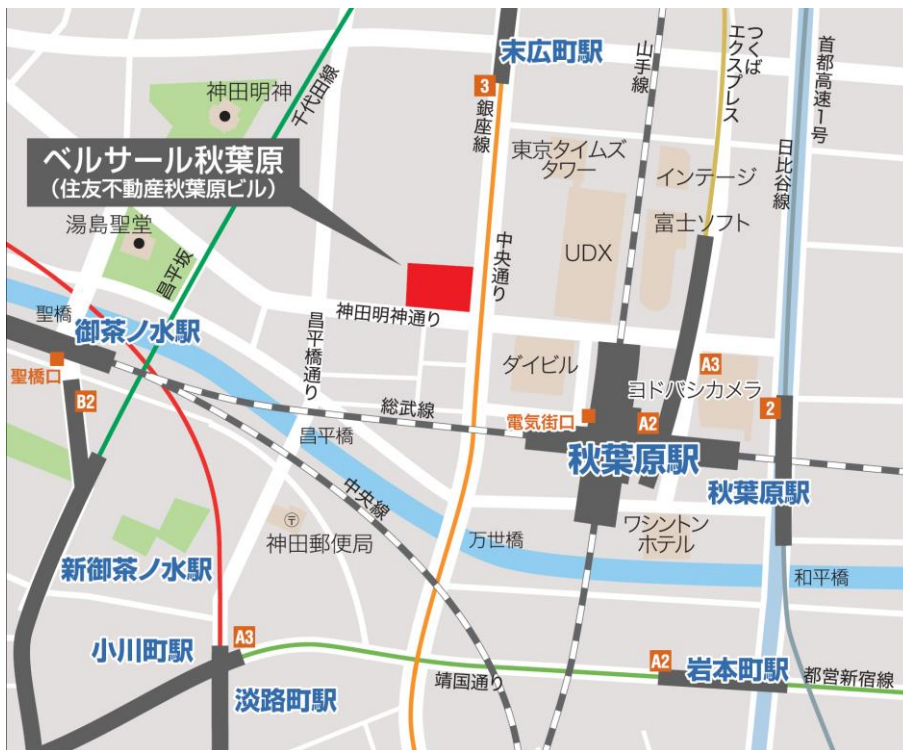 末広町駅
3
銀座線
山手線
つくば
エクスプレス
首都高速1号
日比谷線
神田明神
千代田線
ベルサール秋葉原
（住友不動産秋葉原ビル）
東京タイムズ
タワー
インテージ
富士ソフト
UDX
中央通り
湯島聖堂
昌平坂
神田明神通り
聖橋
御茶ノ水駅
昌平橋通り
聖橋口
B2
総武線
昌平橋
ダイビル
A3
ヨドバシカメラ
電気街口
A2
2
秋葉原駅
秋葉原駅
中央線
〒
神田郵便局
万世橋
ワシントン
ホテル
和平橋
新御茶ノ水駅
小川町駅
A3
淡路町駅
靖国通り
A2
岩本町駅
都営新宿線